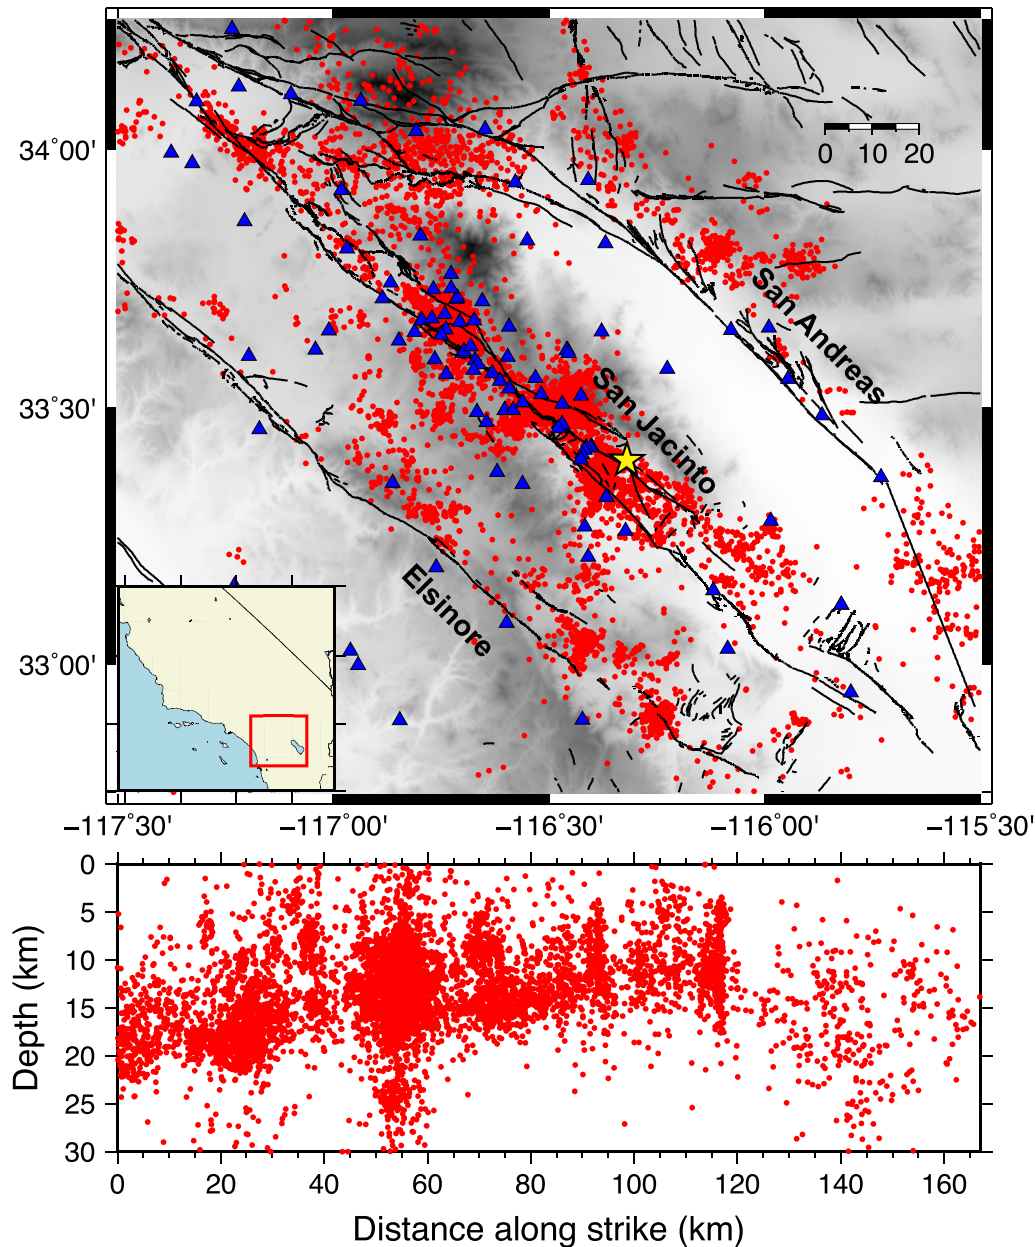 34˚00'
0 10 20
San Andreas
33˚30'
San Jacinto
Elsinore
33˚00'
−117˚30' −117˚00' −116˚30' −116˚00' −115˚30'
0
5
10
15
20
25
30
Depth (km)
0 20 40 60 80 100 120 140 160
Distance along strike (km)